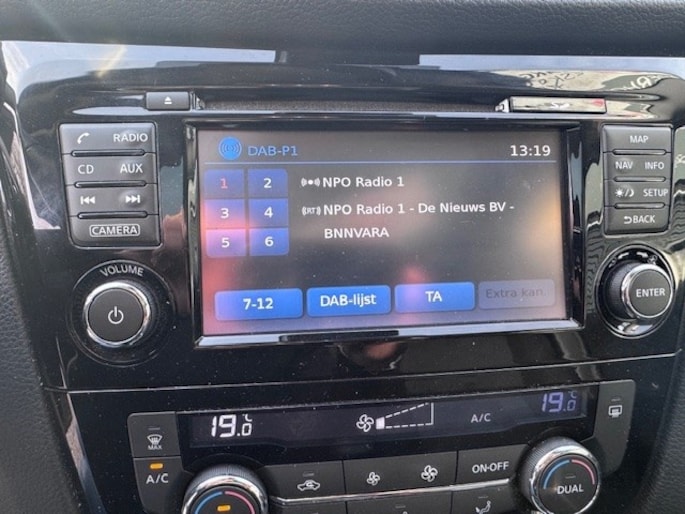 RADIO
CD AUX
CAMERA
VOLUME
DAB-P1 13:19
1 2
3 4
5 6
NPO Radio 1
(RT) NPO Radio 1 - De Nieuws BV -
BNNVARA
7-12 DAB-lijst TA Extra kan.
MAP
NAV INFO
SETUP
BACK
ENTER
19.0°C A/C 19.0°C
MAX
A/C
ON-OFF
DUAL